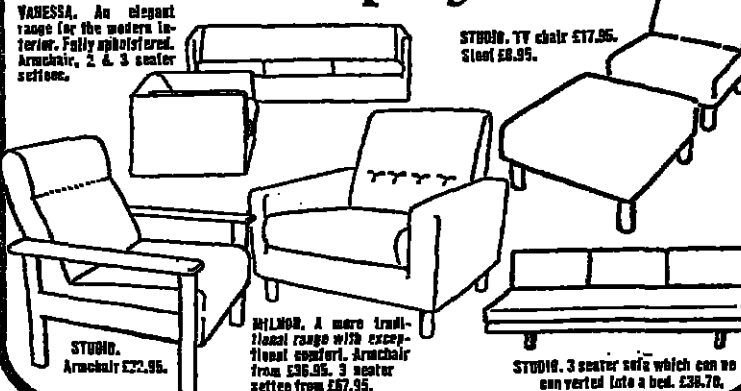 VANESSA. An elegant
range for the modern in-
terior. Fully upholstered.
Armchair, 2 & 3 seater
settees.
STUDIO. TV chair £17.95.
Stool £8.95.
STUDIO.
Armchair £22.95.
MILNOR. A more tradi-
tional range with excep-
tional comfort. Armchair
from £36.95. 3 seater
settee from £67.95.
STUDIO. 3 seater sofa which can be
converted into a bed. £38.70.